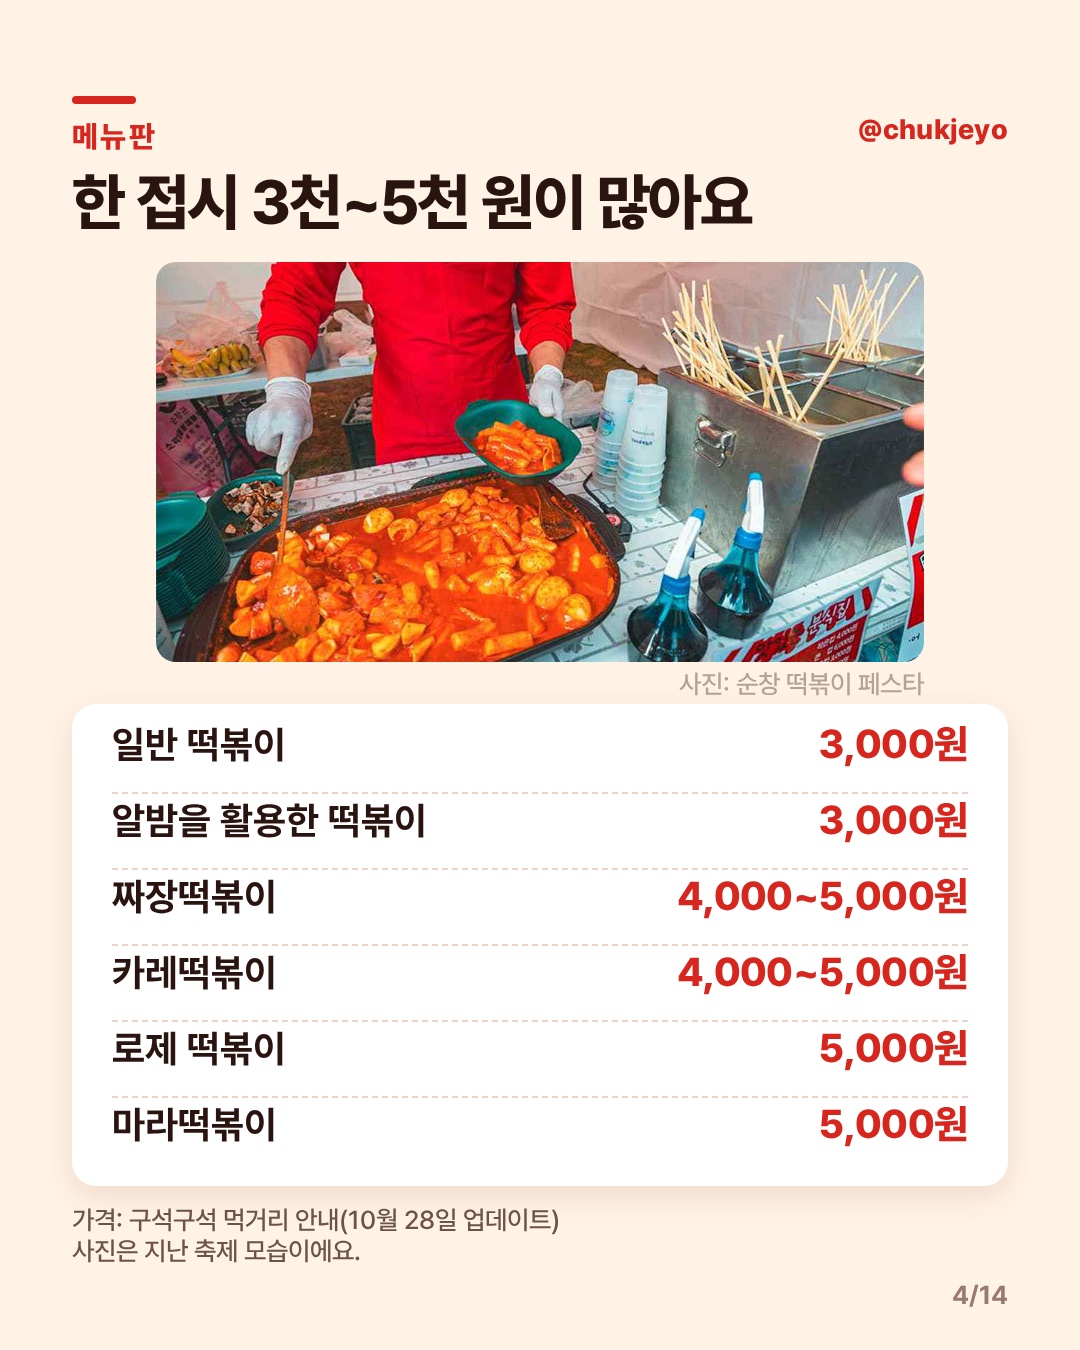 메뉴판
@chukjeyo
한 접시 3천~5천 원이 많아요
분식집
사진: 순창 떡볶이 페스타
일반 떡볶이 3,000원
알밤을 활용한 떡볶이 3,000원
짜장떡볶이 4,000~5,000원
카레떡볶이 4,000~5,000원
로제 떡볶이 5,000원
마라떡볶이 5,000원
가격: 구석구석 먹거리 안내(10월 28일 업데이트)
사진은 지난 축제 모습이에요.
4/14